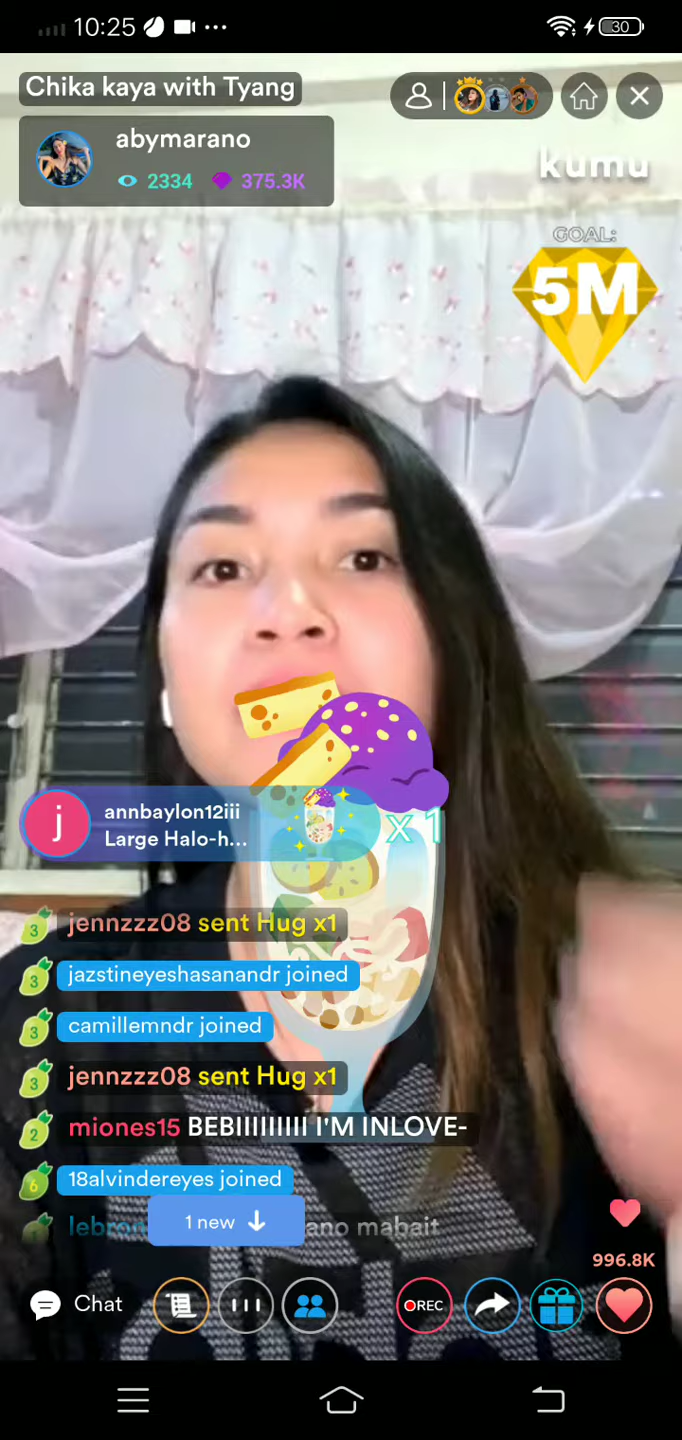 10:25
30
Chika kaya with Tyang
abymarano
2334
375.3K
kumu
GOAL:
5M
j
annbaylon12iii
Large Halo-h...
x 1
3 jennzzz08 sent Hug x1
3 jazstineyeshasanandr joined
3 camillemndr joined
3 jennzzz08 sent Hug x1
2 miones15 BEBIIIIIIIII I'M INLOVE-
6 18alvindereyes joined
1 new
mabait
996.8K
Chat
REC